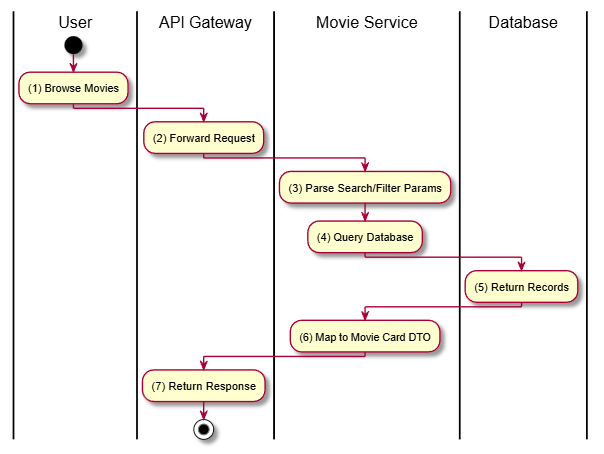 User API Gateway Movie Service Database
(1) Browse Movies
(2) Forward Request
(3) Parse Search/Filter Params
(4) Query Database
(5) Return Records
(6) Map to Movie Card DTO
(7) Return Response